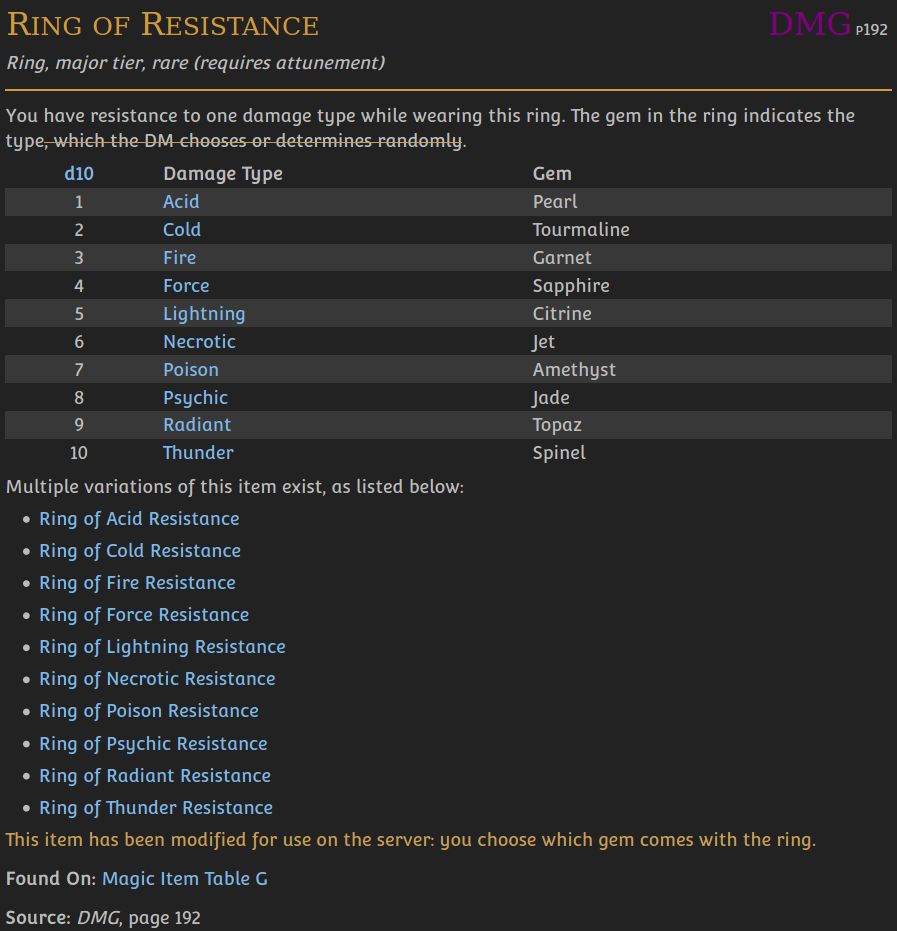 Ring of Resistance DMG P192
Ring, major tier, rare (requires attunement)
You have resistance to one damage type while wearing this ring. The gem in the ring indicates the
type, which the DM chooses or determines randomly.
d10 Damage Type Gem
1 Acid Pearl
2 Cold Tourmaline
3 Fire Garnet
4 Force Sapphire
5 Lightning Citrine
6 Necrotic Jet
7 Poison Amethyst
8 Psychic Jade
9 Radiant Topaz
10 Thunder Spinel
Multiple variations of this item exist, as listed below:
• Ring of Acid Resistance
• Ring of Cold Resistance
• Ring of Fire Resistance
• Ring of Force Resistance
• Ring of Lightning Resistance
• Ring of Necrotic Resistance
• Ring of Poison Resistance
• Ring of Psychic Resistance
• Ring of Radiant Resistance
• Ring of Thunder Resistance
This item has been modified for use on the server: you choose which gem comes with the ring.
Found On: Magic Item Table G
Source: DMG, page 192